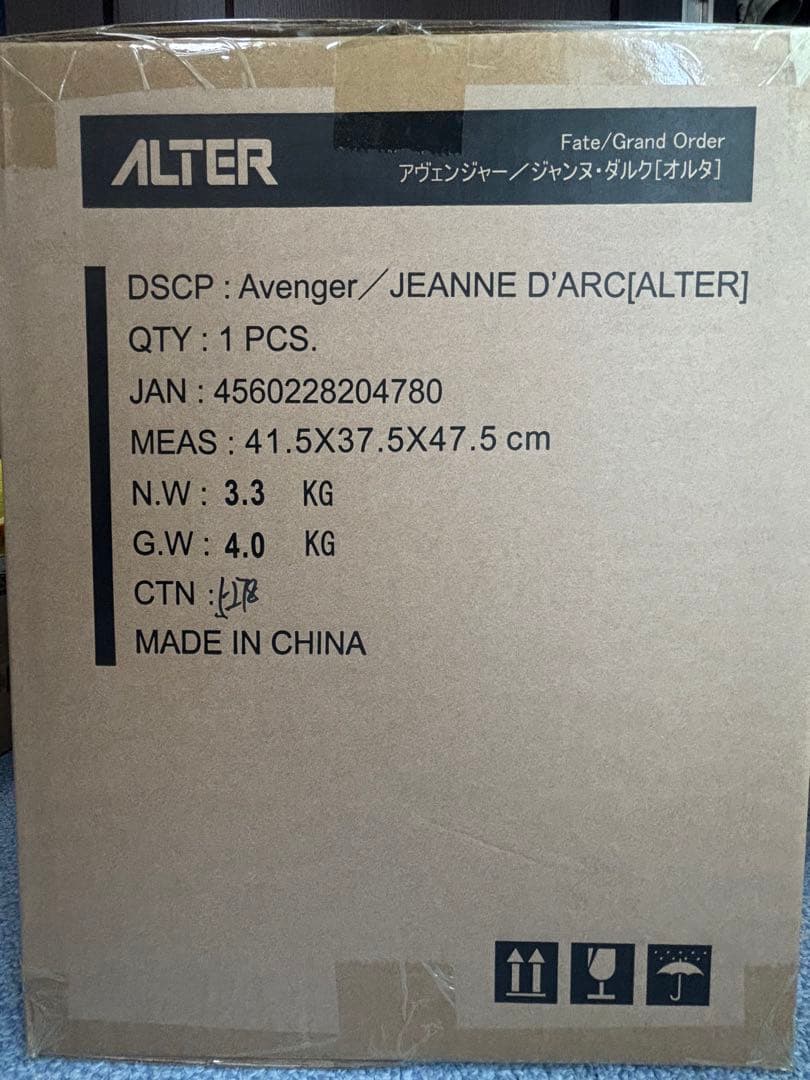 ALTER
Fate/Grand Order
アヴェンジャー／ジャンヌ・ダルク[オルタ]
DSCP : Avenger／JEANNE D'ARC[ALTER]
QTY : 1 PCS.
JAN : 4560228204780
MEAS : 41.5X37.5X47.5 cm
N.W : 3.3 KG
G.W : 4.0 KG
CTN :
MADE IN CHINA